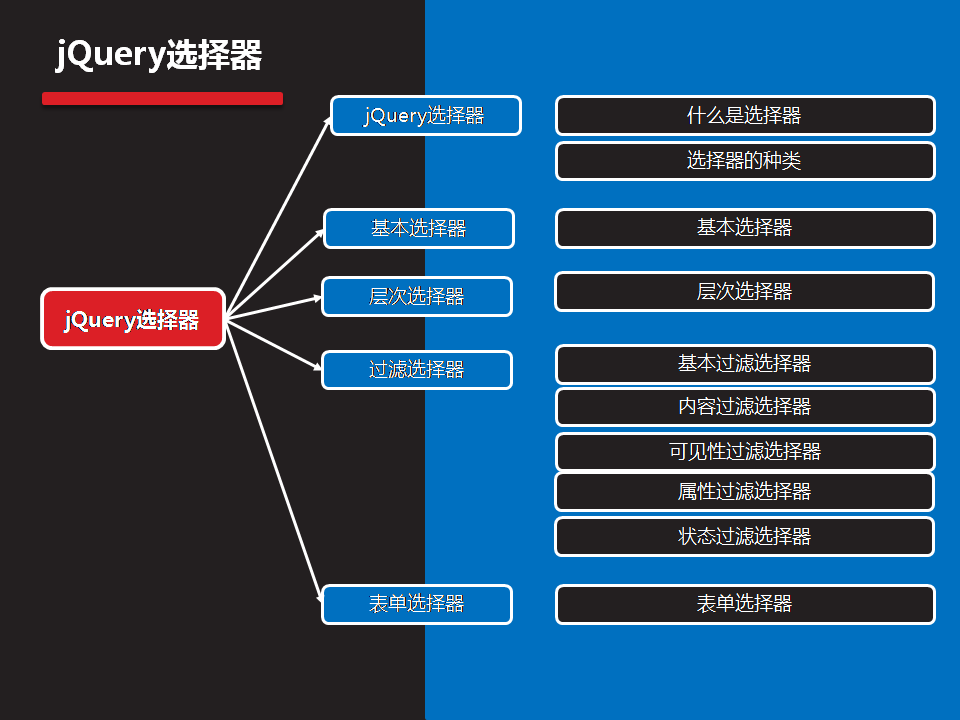 jQuery选择器
jQuery选择器
什么是选择器
选择器的种类
基本选择器
基本选择器
层次选择器
层次选择器
jQuery选择器
过滤选择器
基本过滤选择器
内容过滤选择器
可见性过滤选择器
属性过滤选择器
状态过滤选择器
表单选择器
表单选择器